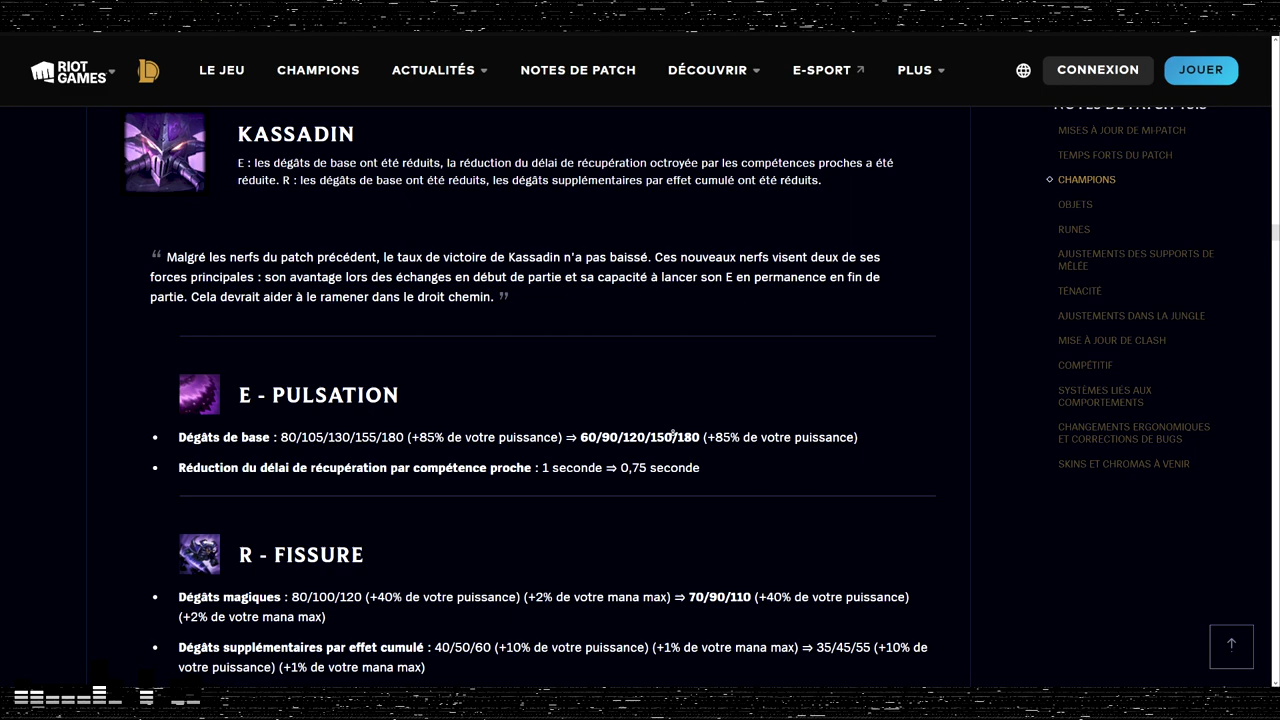 RIOT GAMES
LE JEU CHAMPIONS ACTUALITÉS NOTES DE PATCH DÉCOUVRIR E-SPORT PLUS CONNEXION JOUER
KASSADIN
E : les dégâts de base ont été réduits, la réduction du délai de récupération octroyée par les compétences proches a été
réduite. R : les dégâts de base ont été réduits, les dégâts supplémentaires par effet cumulé ont été réduits.
“ Malgré les nerfs du patch précédent, le taux de victoire de Kassadin n’a pas baissé. Ces nouveaux nerfs visent deux de ses
forces principales : son avantage lors des échanges en début de partie et sa capacité à lancer son E en permanence en fin de
partie. Cela devrait aider à le ramener dans le droit chemin. ”
E - PULSATION
• Dégâts de base : 80/105/130/155/180 (+85% de votre puissance) ⇒ 60/90/120/150/180 (+85% de votre puissance)
• Réduction du délai de récupération par compétence proche : 1 seconde ⇒ 0,75 seconde
R - FISSURE
• Dégâts magiques : 80/100/120 (+40% de votre puissance) (+2% de votre mana max) ⇒ 70/90/110 (+40% de votre puissance)
(+2% de votre mana max)
• Dégâts supplémentaires par effet cumulé : 40/50/60 (+10% de votre puissance) (+1% de votre mana max) ⇒ 35/45/55 (+10% de
votre puissance) (+1% de votre mana max)
MISES À JOUR DE MI-PATCH
TEMPS FORTS DU PATCH
CHAMPIONS
OBJETS
RUNES
AJUSTEMENTS DES SUPPORTS DE
MÊLÉE
TÉNACITÉ
AJUSTEMENTS DANS LA JUNGLE
MISE À JOUR DE CLASH
COMPÉTITIF
SYSTÈMES LIÉS AUX
COMPORTEMENTS
CHANGEMENTS ERGONOMIQUES
ET CORRECTIONS DE BUGS
SKINS ET CHROMAS À VENIR